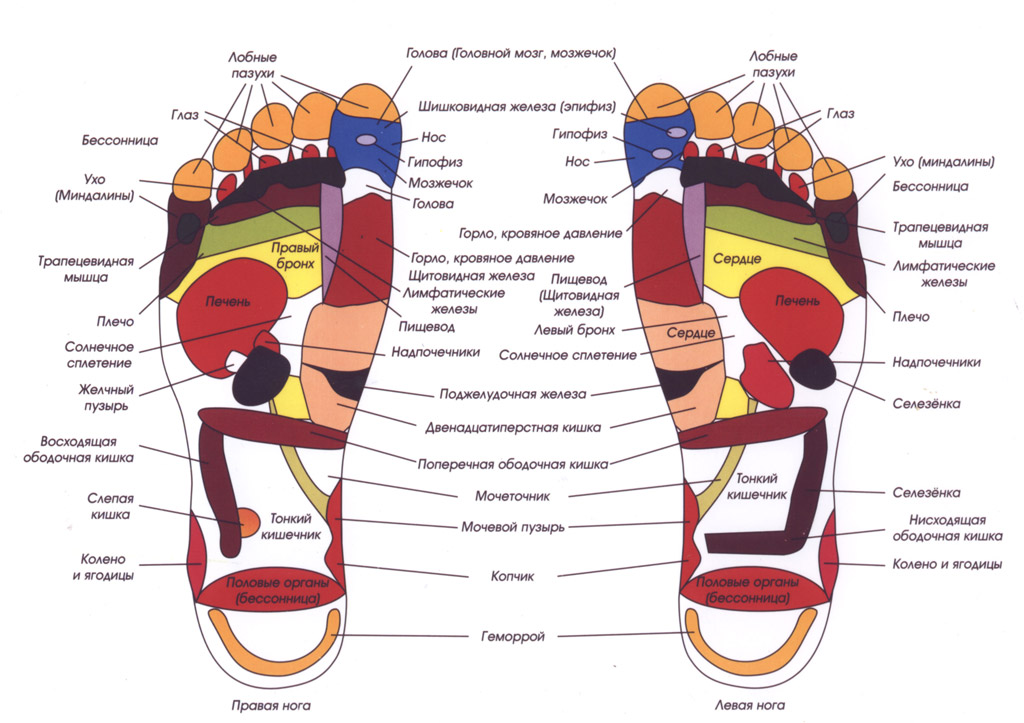 Лобные
пазухи
Глаз
Бессонница
Ухо
(Миндалины)
Трапецевидная
мышца
Плечо
Солнечное
сплетение
Желчный
пузырь
Восходящая
ободочная кишка
Слепая
кишка
Колено
и ягодицы
Правый
бронх
Печень
Тонкий
кишечник
Половые органы
(бессонница)
Правая нога
Голова (Головной мозг, мозжечок)
Шишковидная железа (эпифиз)
Нос
Гипофиз
Мозжечок
Голова
Горло, кровяное давление
Щитовидная железа
Лимфатические
железы
Пищевод
Надпочечники
Гипофиз
Нос
Мозжечок
Горло, кровяное давление
Пищевод
(Щитовидная
железа)
Левый бронх
Солнечное сплетение
Поджелудочная железа
Двенадцатиперстная кишка
Поперечная ободочная кишка
Мочеточник
Мочевой пузырь
Копчик
Геморрой
Лобные
пазухи
Глаз
Ухо (миндалины)
Бессонница
Трапецевидная
мышца
Лимфатические
железы
Плечо
Надпочечники
Селезёнка
Селезёнка
Нисходящая
ободочная кишка
Колено и ягодицы
Сердце
Печень
Сердце
Тонкий
кишечник
Половые органы
(бессонница)
Левая нога